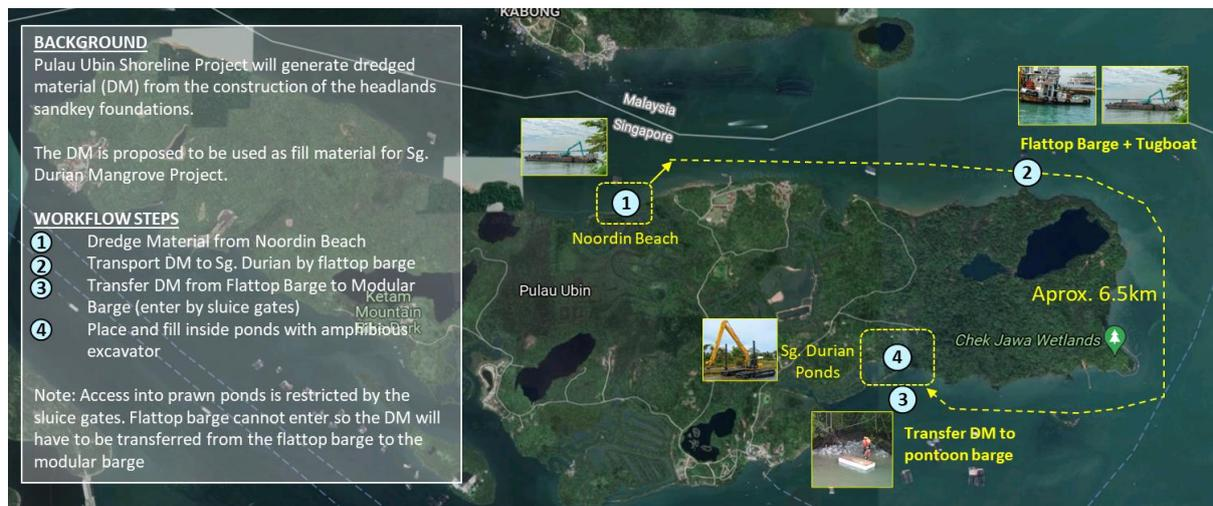 KABONG
BACKGROUND
Pulau Ubin Shoreline Project will generate dredged
material (DM) from the construction of the headlands
sandkey foundations.
The DM is proposed to be used as fill material for Sg.
Durian Mangrove Project.
WORKFLOW STEPS
1 Dredge Material from Noordin Beach
2 Transport DM to Sg. Durian by flattop barge
3 Transfer DM from Flattop Barge to Modular
Barge (enter by sluice gates)
4 Place and fill inside ponds with amphibious
excavator
Note: Access into prawn ponds is restricted by the
sluice gates. Flattop barge cannot enter so the DM will
have to be transferred from the flattop barge to the
modular barge
Ketam
Mountain
Malaysia
Singapore
Flattop Barge + Tugboat
2
1
Noordin Beach
Pulau Ubin
Aprox. 6.5km
Chek Jawa Wetlands
Sg. Durian
Ponds
4
3
Transfer DM to
pontoon barge